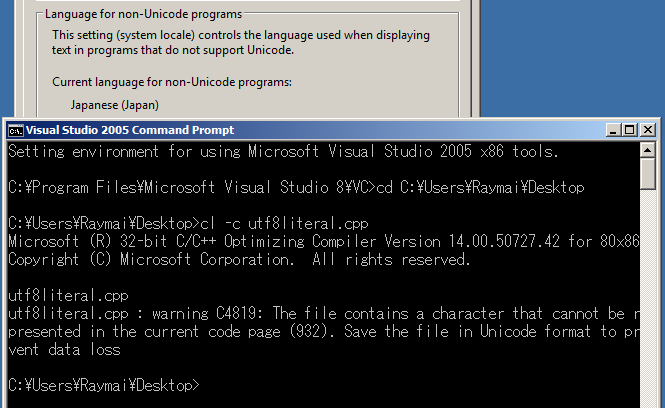 Language for non-Unicode programs
This setting (system locale) controls the language used when displaying
text in programs that do not support Unicode.
Current language for non-Unicode programs:
Japanese (Japan)
Visual Studio 2005 Command Prompt
Setting environment for using Microsoft Visual Studio 2005 x86 tools.
C:¥Program Files¥Microsoft Visual Studio 8¥VC>cd C:¥Users¥Raymai¥Desktop
C:¥Users¥Raymai¥Desktop>cl -c utf8literal.cpp
Microsoft (R) 32-bit C/C++ Optimizing Compiler Version 14.00.50727.42 for 80x86
Copyright (C) Microsoft Corporation.  All rights reserved.
utf8literal.cpp
utf8literal.cpp : warning C4819: The file contains a character that cannot be r
presented in the current code page (932). Save the file in Unicode format to pr
vent data loss
C:¥Users¥Raymai¥Desktop>